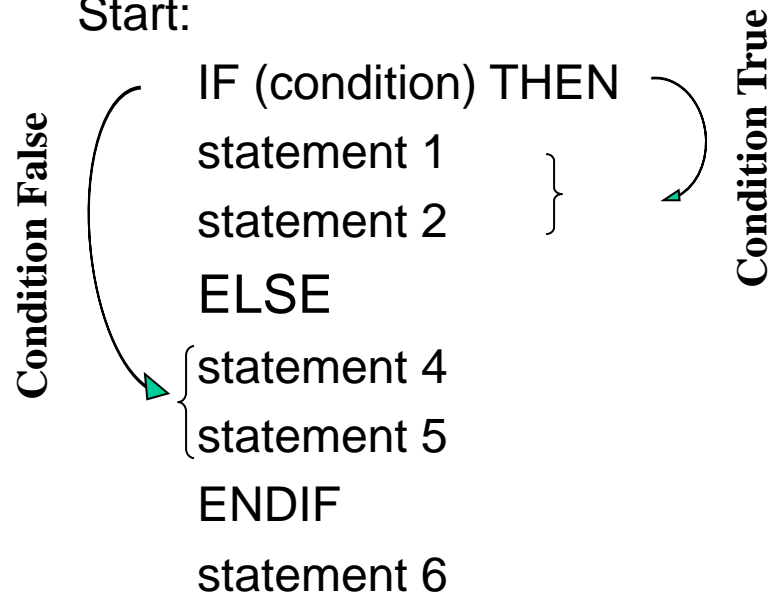 Start:
IF (condition) THEN
statement 1
statement 2
ELSE
statement 4
statement 5
ENDIF
statement 6
Condition False
Condition True